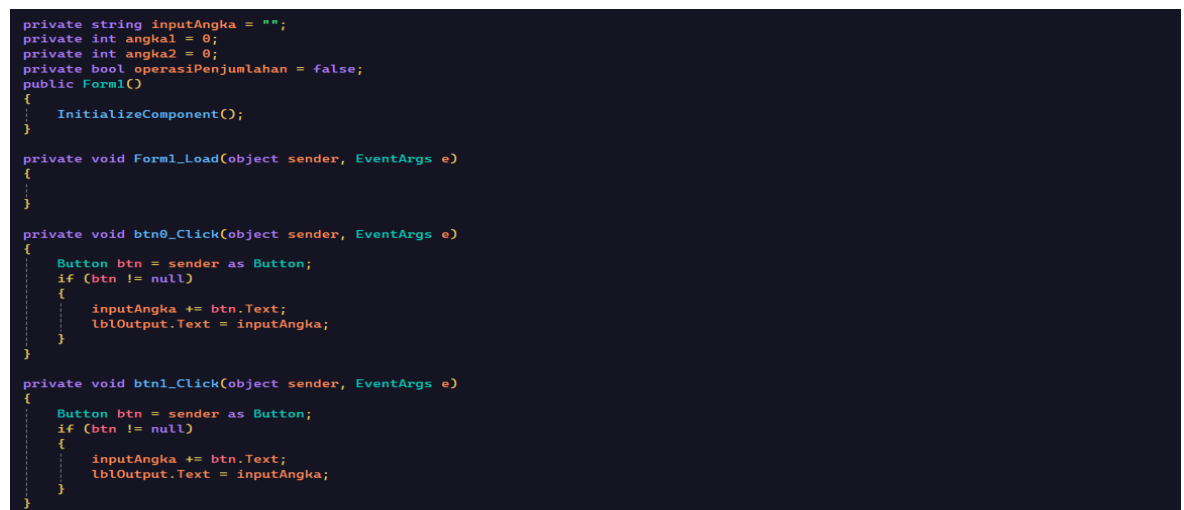 private string inputAngka = "";
private int angka1 = 0;
private int angka2 = 0;
private bool operasiPenjumlahan = false;
public Form1()
{
InitializeComponent();
}
private void Form1_Load(object sender, EventArgs e)
{
}
private void btn0_Click(object sender, EventArgs e)
{
Button btn = sender as Button;
if (btn != null)
{
inputAngka += btn.Text;
lblOutput.Text = inputAngka;
}
}
private void btn1_Click(object sender, EventArgs e)
{
Button btn = sender as Button;
if (btn != null)
{
inputAngka += btn.Text;
lblOutput.Text = inputAngka;
}
}